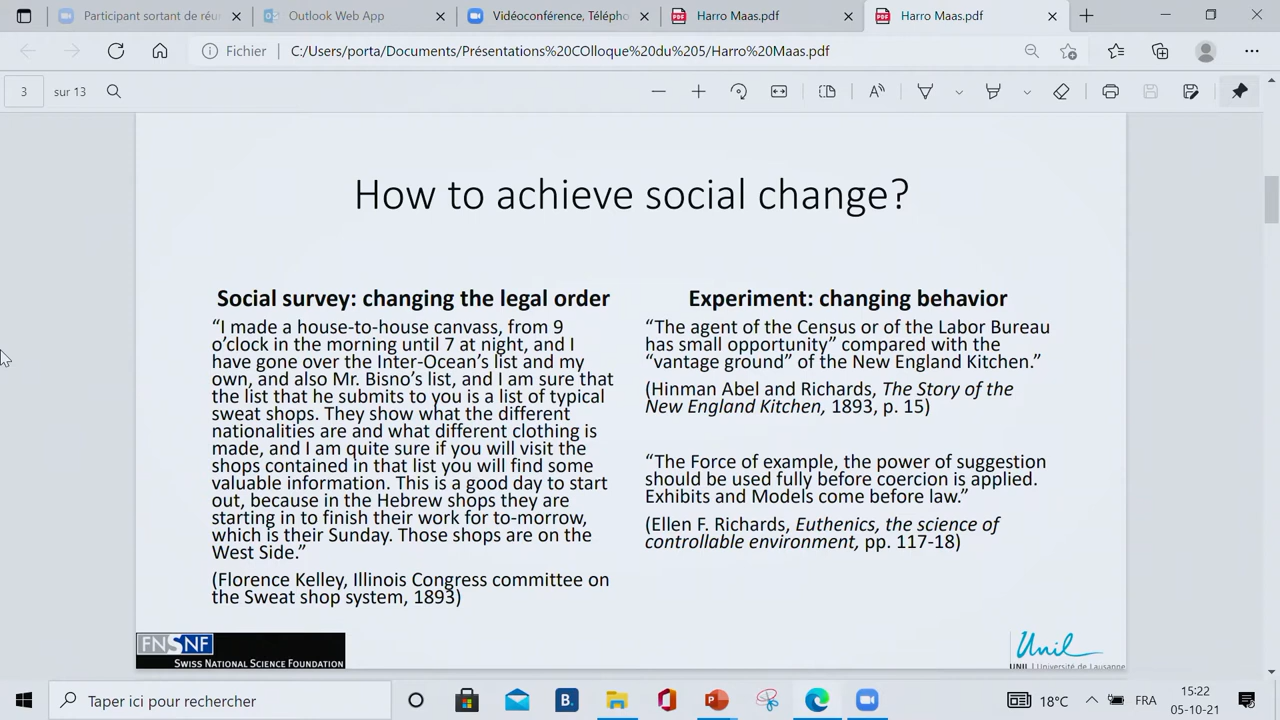 Participant sortant de réu
Outlook Web App
Vidéoconférence, Télépho
Harro Maas.pdf
Harro Maas.pdf
Fichier
C:/Users/porta/Documents/Présentations%20COlloque%20du%205/Harro%20Maas.pdf
3 sur 13
How to achieve social change?
Social survey: changing the legal order
“I made a house-to-house canvass, from 9
o’clock in the morning until 7 at night, and I
have gone over the Inter-Ocean’s list and my
own, and also Mr. Bisno’s list, and I am sure that
the list that he submits to you is a list of typical
sweat shops. They show what the different
nationalities are and what different clothing is
made, and I am quite sure if you will visit the
shops contained in that list you will find some
valuable information. This is a good day to start
out, because in the Hebrew shops they are
starting in to finish their work for to-morrow,
which is their Sunday. Those shops are on the
West Side.”
(Florence Kelley, Illinois Congress committee on
the Sweat shop system, 1893)
Experiment: changing behavior
“The agent of the Census or of the Labor Bureau
has small opportunity” compared with the
“vantage ground” of the New England Kitchen.”
(Hinman Abel and Richards, The Story of the
New England Kitchen, 1893, p. 15)
“The Force of example, the power of suggestion
should be used fully before coercion is applied.
Exhibits and Models come before law.”
(Ellen F. Richards, Euthenics, the science of
controllable environment, pp. 117-18)
FNSNF
SWISS NATIONAL SCIENCE FOUNDATION
Unil
UNIL | Université de Lausanne
Taper ici pour rechercher
B.
18°C
FRA
15:22
05-10-21